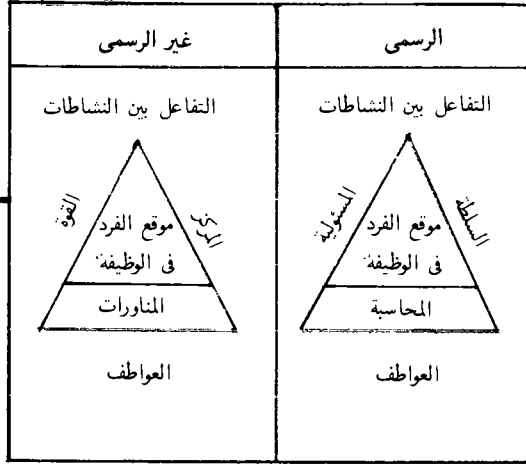 الرسمى
غير الرسمى
التفاعل بين النشاطات
السلطة
المسئولية
موقع الفرد
فى الوظيفة
المحاسبة
العواطف
التفاعل بين النشاطات
المركز
القوة
موقع الفرد
فى الوظيفة
المناورات
العواطف